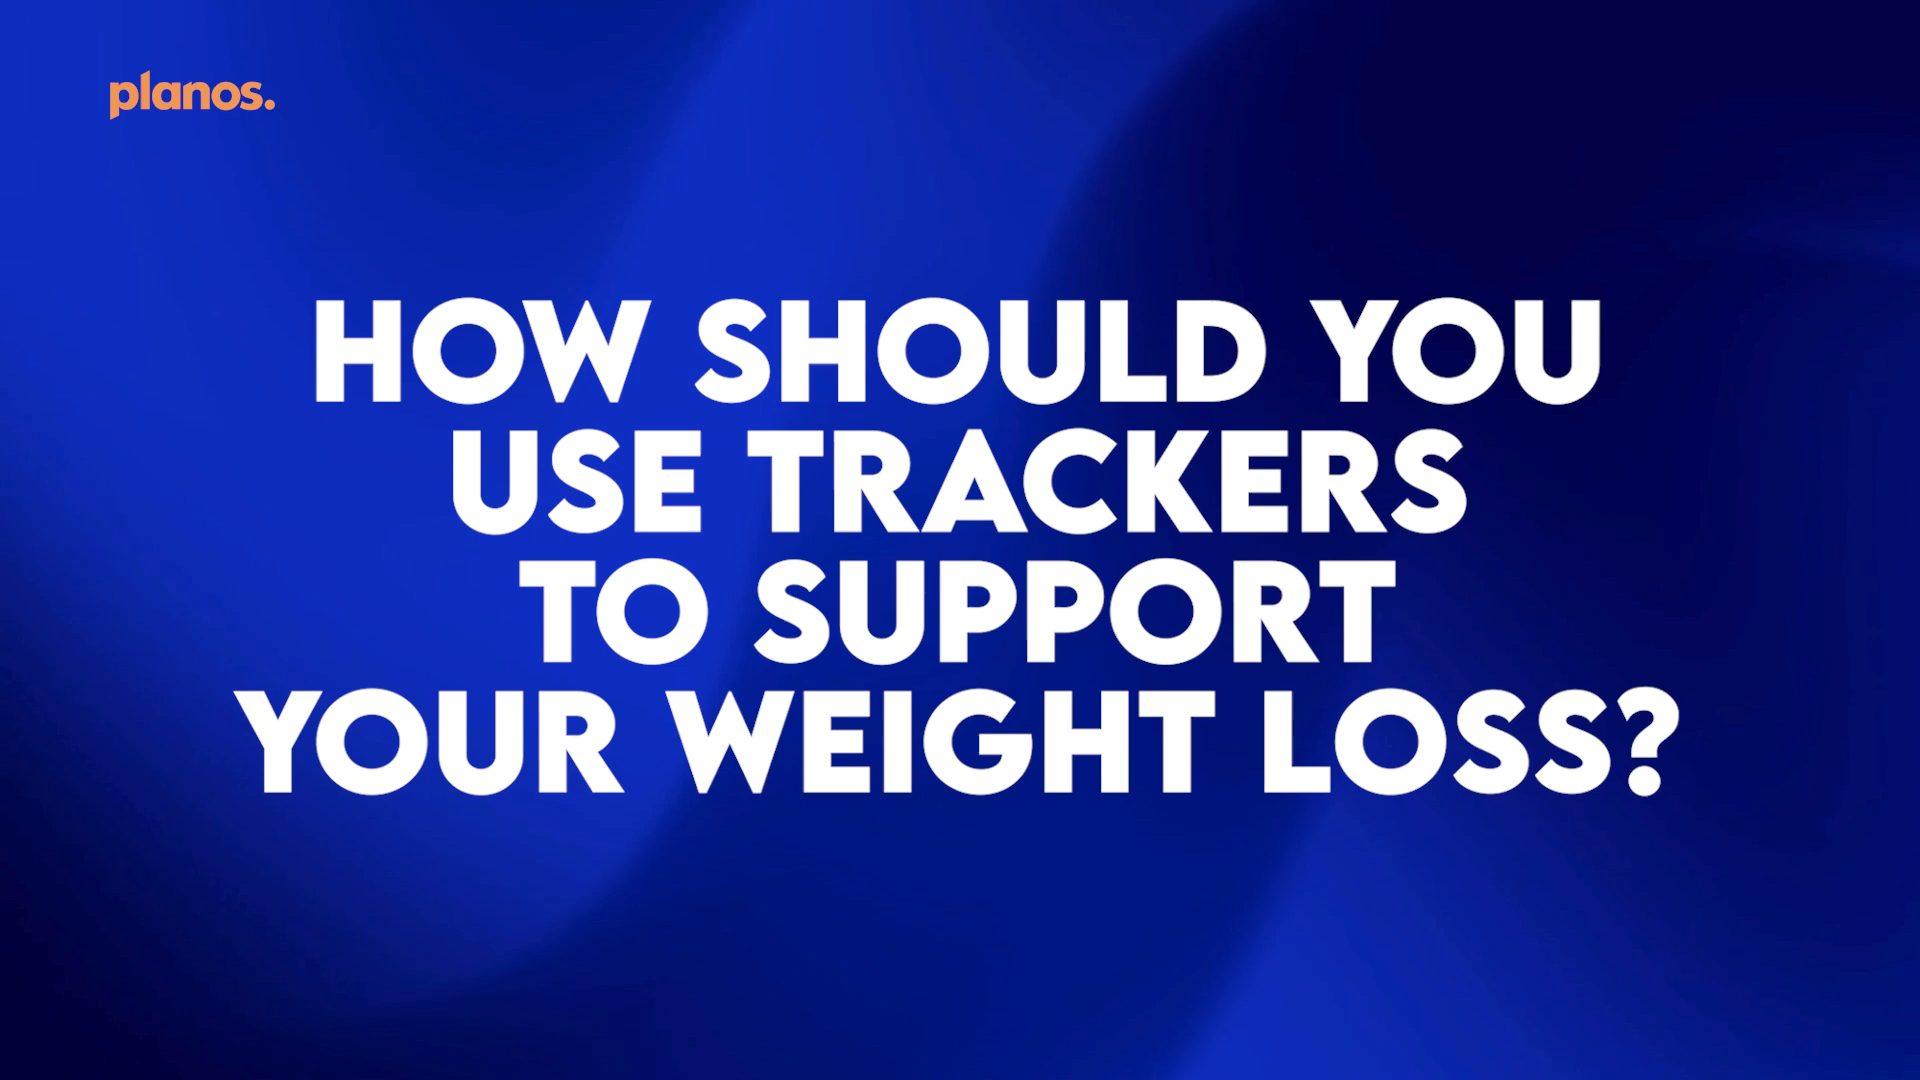 planos.
HOW SHOULD YOU
USE TRACKERS
TO SUPPORT
YOUR WEIGHT LOSS?